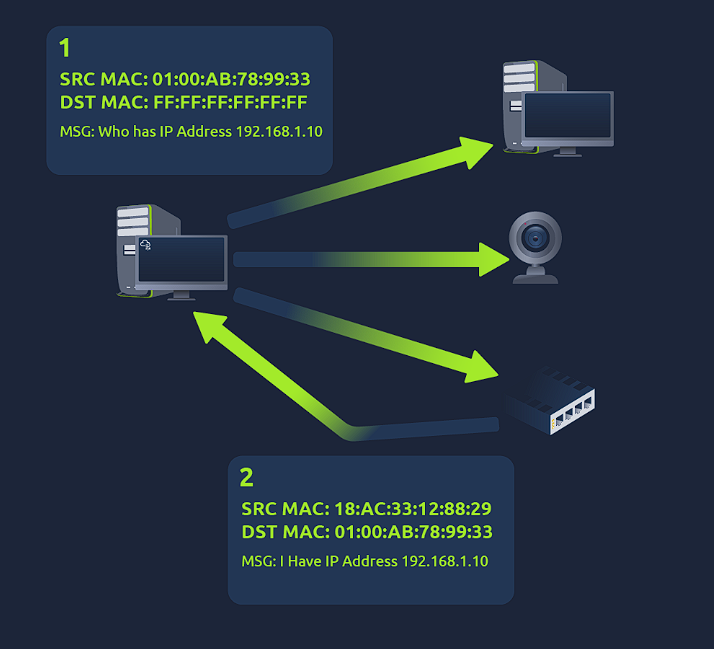 1
SRC MAC: 01:00:AB:78:99:33
DST MAC: FF:FF:FF:FF:FF:FF
MSG: Who has IP Address 192.168.1.10
2
SRC MAC: 18:AC:33:12:88:29
DST MAC: 01:00:AB:78:99:33
MSG: I Have IP Address 192.168.1.10